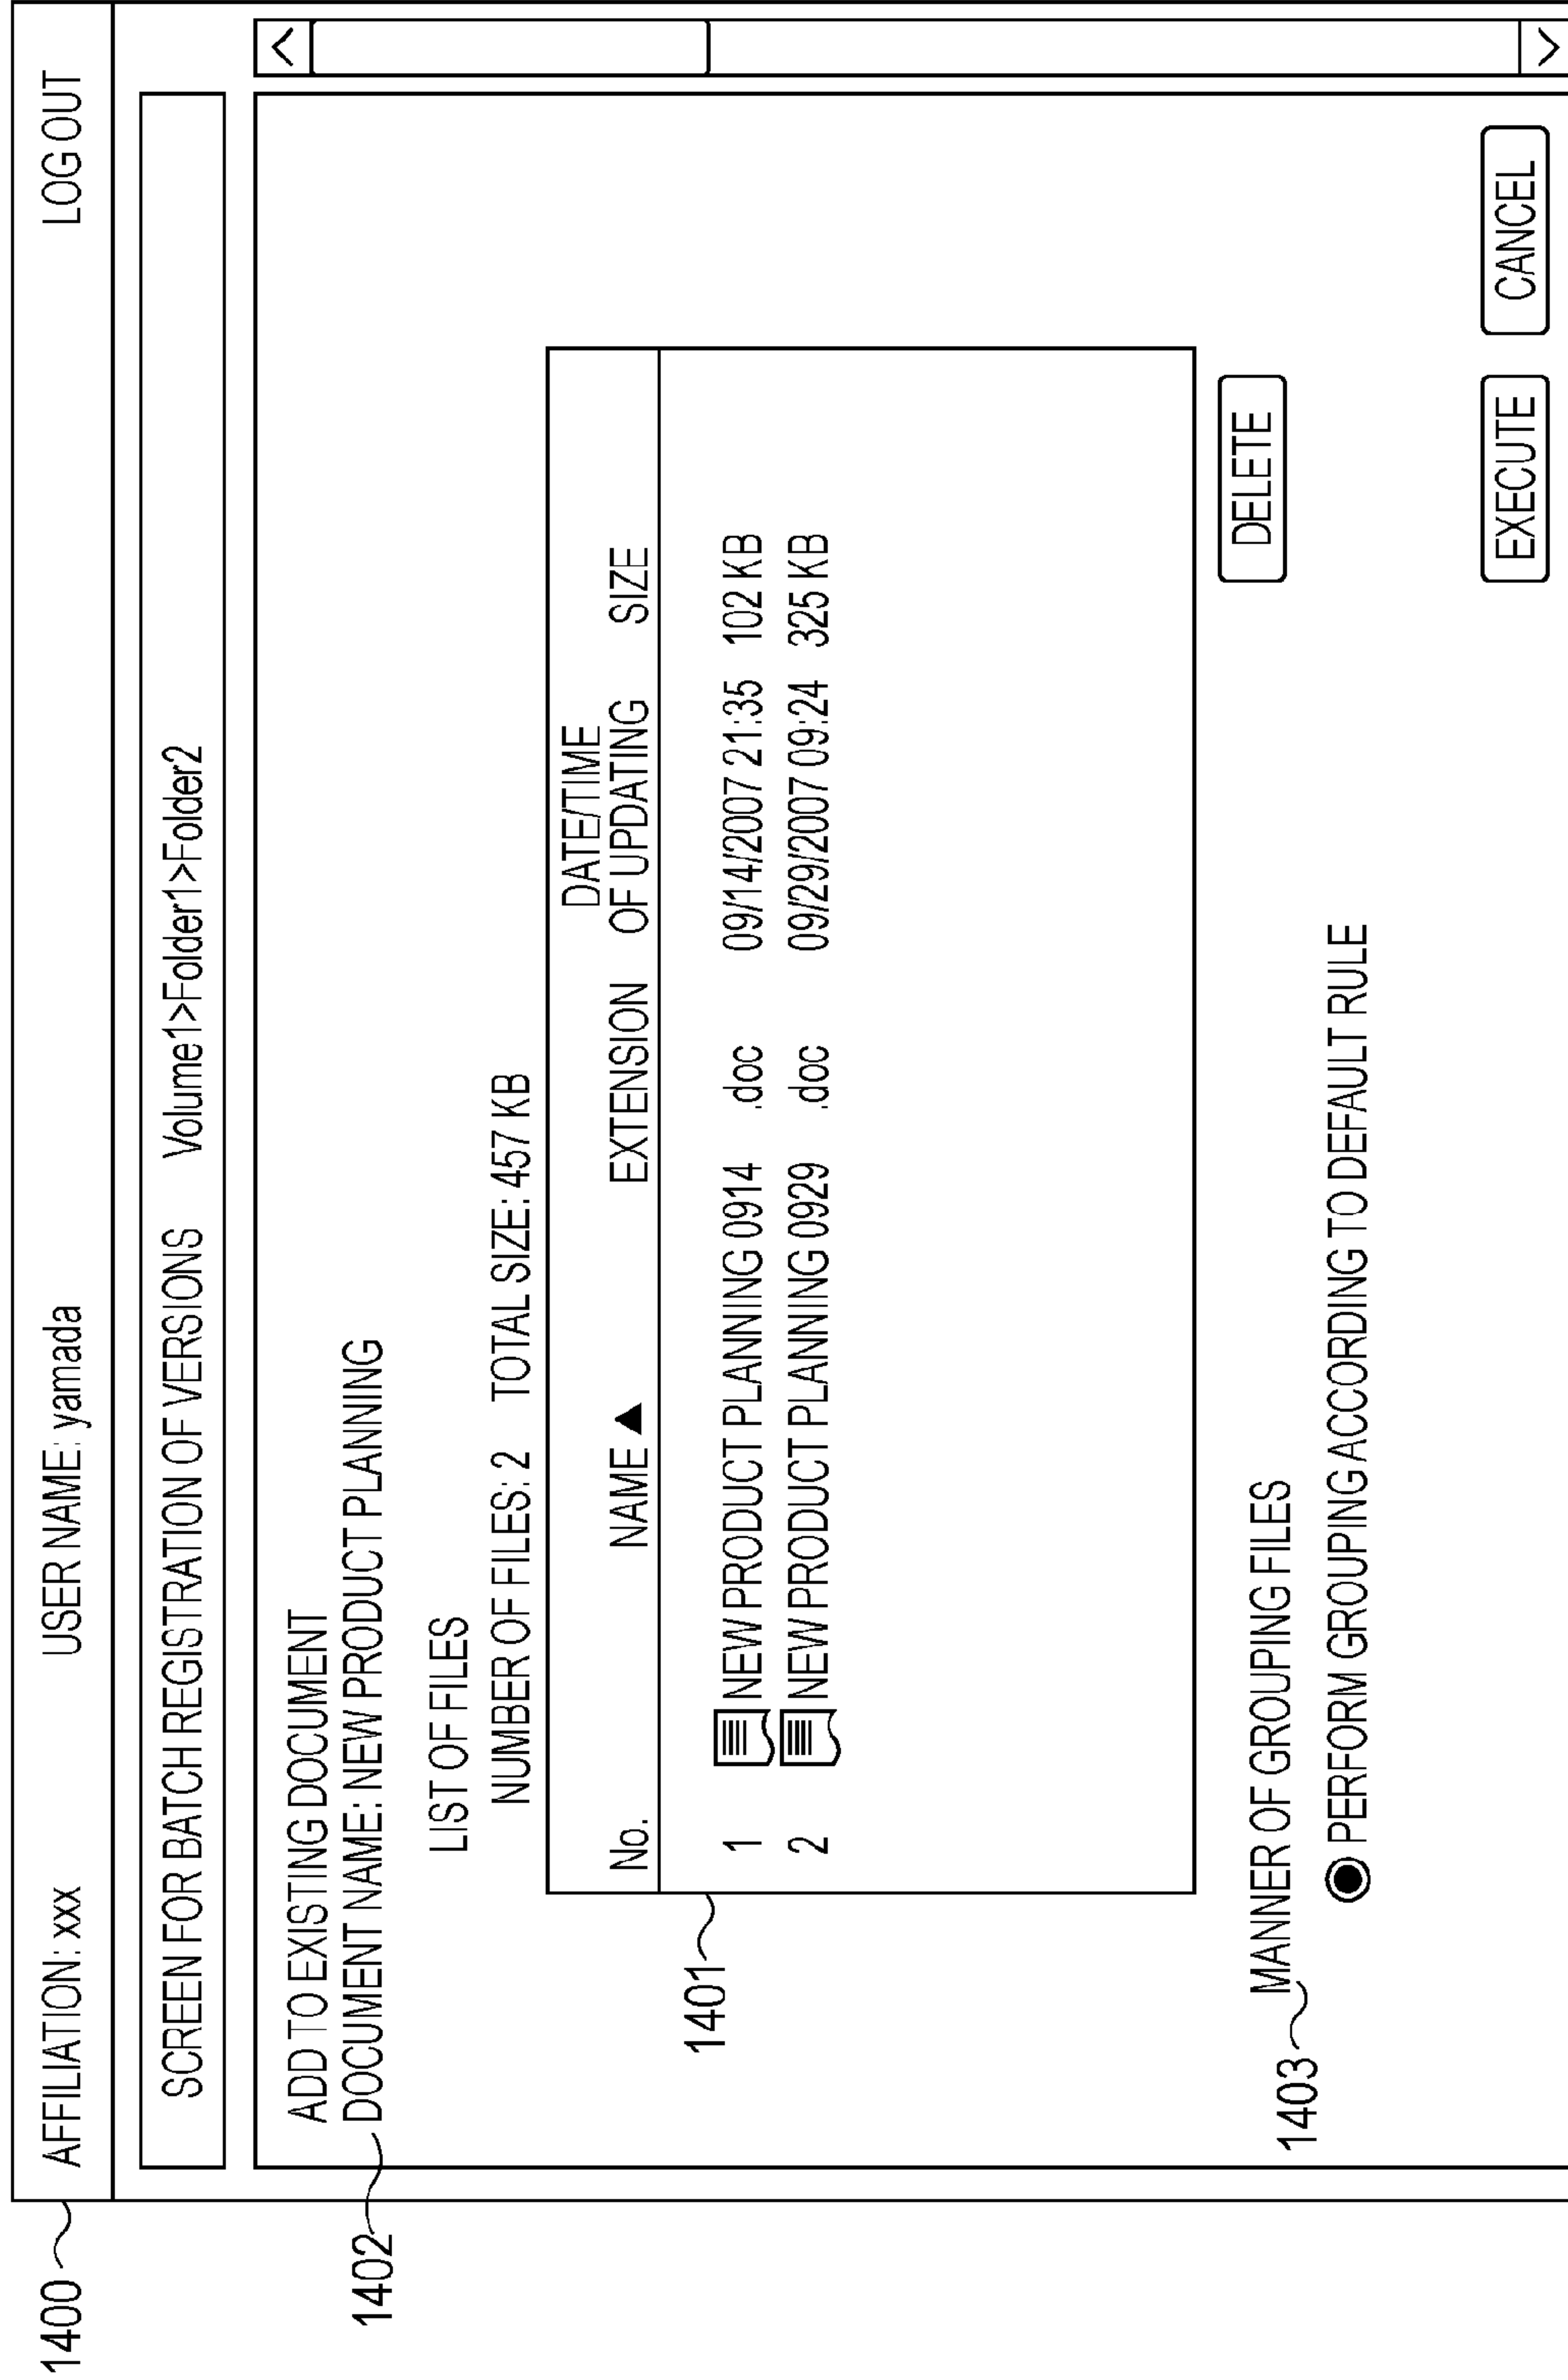 1400
AFFILIATION: xxx USER NAME: yamada LOG OUT
SCREEN FOR BATCH REGISTRATION OF VERSIONS Volume1>Folder1>Folder2
ADD TO EXISTING DOCUMENT
1402
DOCUMENT NAME: NEW PRODUCT PLANNING
LIST OF FILES
NUMBER OF FILES: 2 TOTAL SIZE: 457 KB
DATE/TIME
No. NAME ▲ EXTENSION OF UPDATING SIZE
1401
1 NEW PRODUCT PLANNING 0914 .doc 09/14/2007 21:35 102 KB
2 NEW PRODUCT PLANNING 0929 .doc 09/29/2007 09:24 325 KB
DELETE
1403
MANNER OF GROUPING FILES
PERFORM GROUPING ACCORDING TO DEFAULT RULE
EXECUTE CANCEL